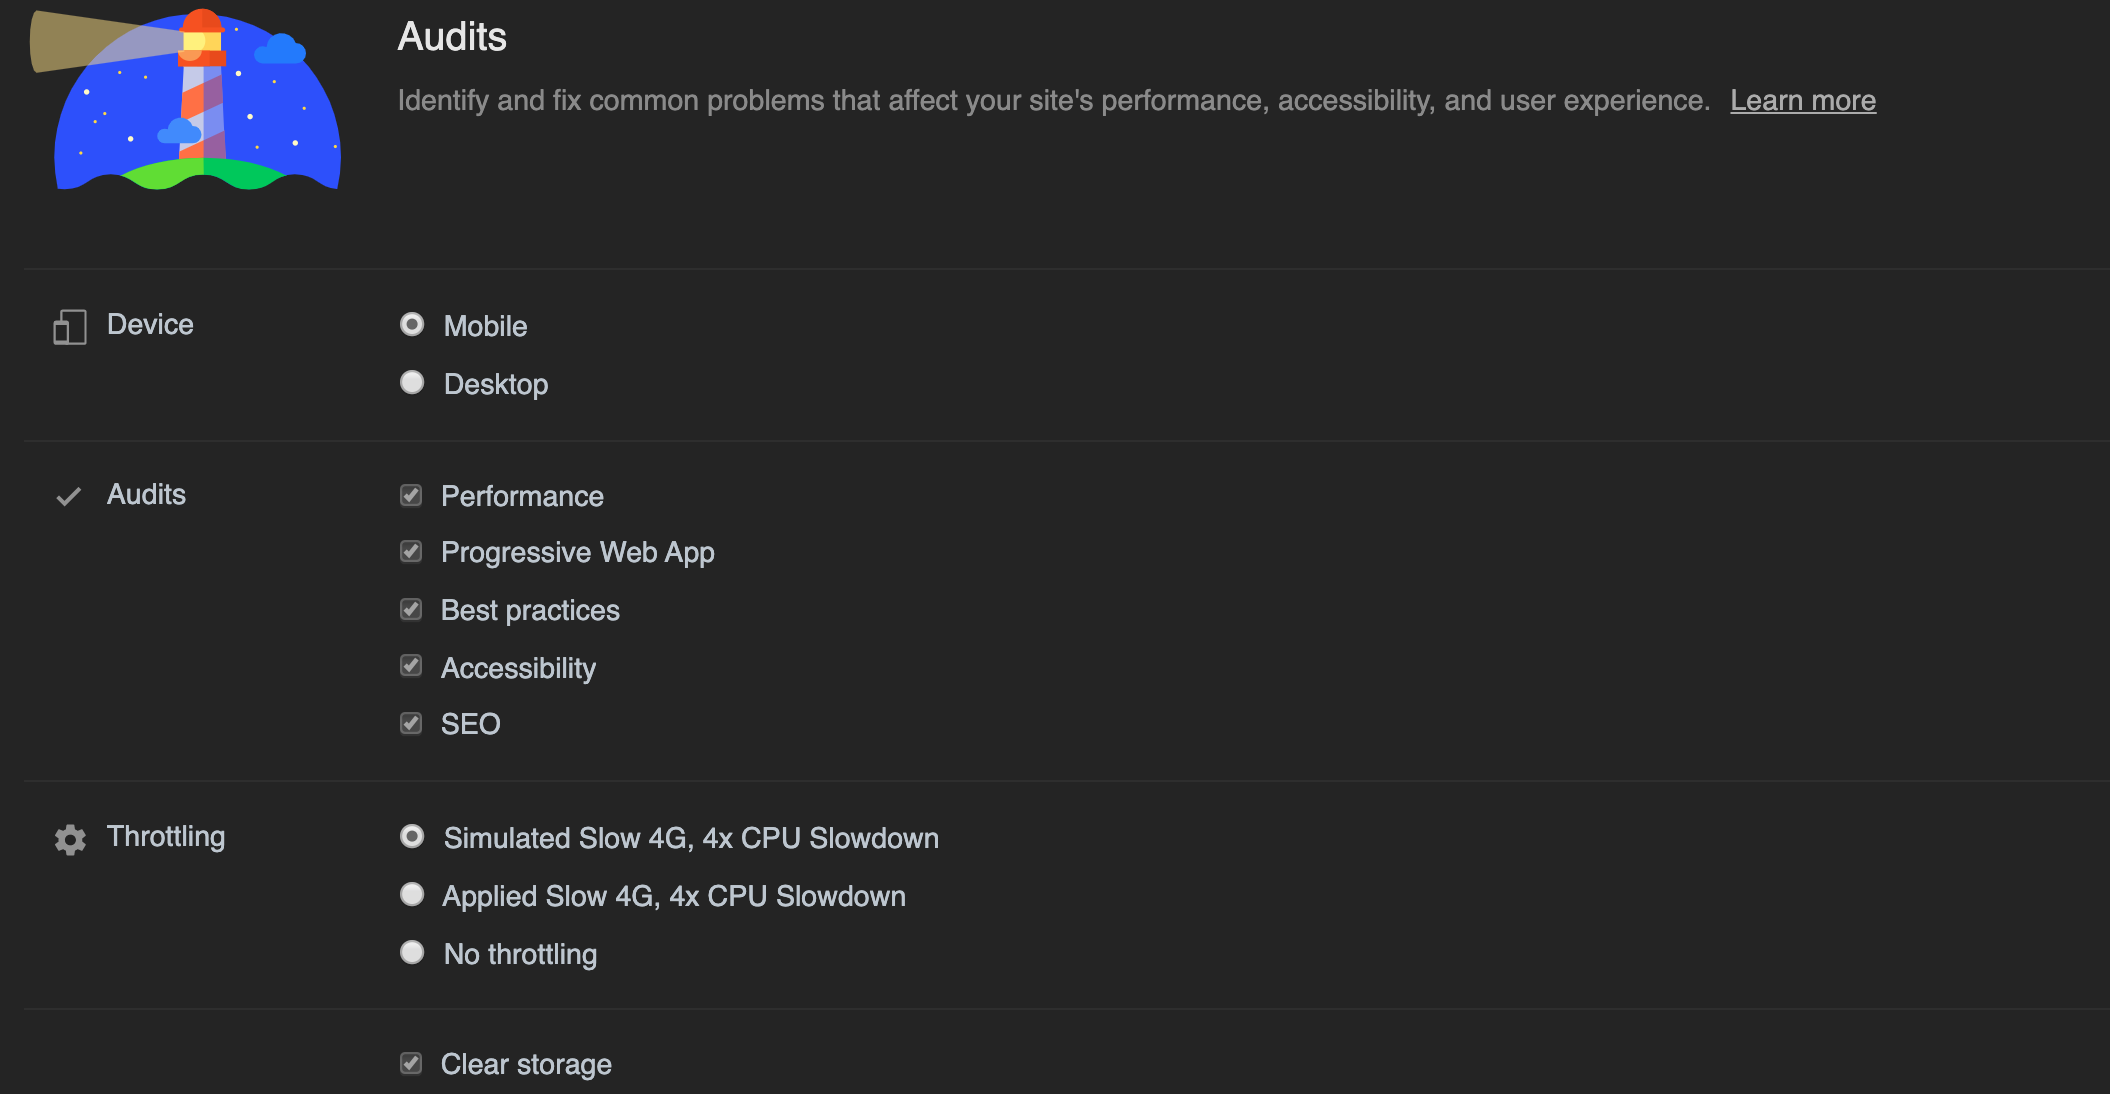 Audits
Identify and fix common problems that affect your site's performance, accessibility, and user experience. Learn more
Device
Mobile
Desktop
Audits
Performance
Progressive Web App
Best practices
Accessibility
SEO
Throttling
Simulated Slow 4G, 4x CPU Slowdown
Applied Slow 4G, 4x CPU Slowdown
No throttling
Clear storage